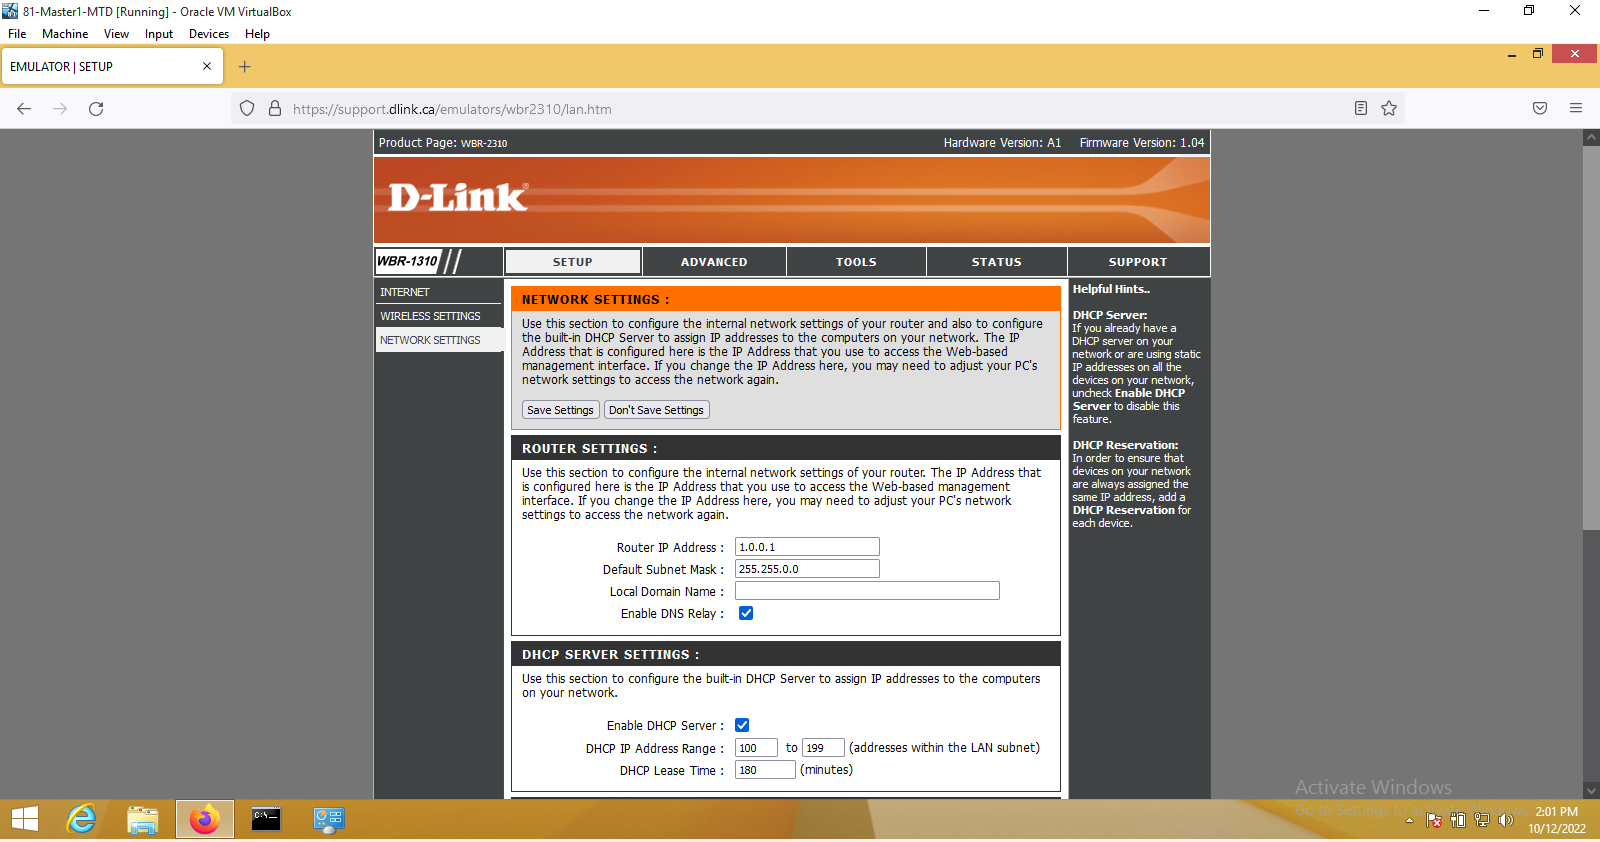 81-Master1-MTD [Running] - Oracle VM VirtualBox
File Machine View Input Devices Help
EMULATOR | SETUP
https://support.dlink.ca/emulators/wbr2310/lan.htm
Product Page: WBR-2310 Hardware Version: A1 Firmware Version: 1.04
D-Link
WBR-1310 SETUP ADVANCED TOOLS STATUS SUPPORT
INTERNET
WIRELESS SETTINGS
NETWORK SETTINGS
NETWORK SETTINGS :
Use this section to configure the internal network settings of your router and also to configure
the built-in DHCP Server to assign IP addresses to the computers on your network. The IP
Address that is configured here is the IP Address that you use to access the Web-based
management interface. If you change the IP Address here, you may need to adjust your PC's
network settings to access the network again.
Save Settings Don't Save Settings
ROUTER SETTINGS :
Use this section to configure the internal network settings of your router. The IP Address that
is configured here is the IP Address that you use to access the Web-based management
interface. If you change the IP Address here, you may need to adjust your PC's network
settings to access the network again.
Router IP Address : 1.0.0.1
Default Subnet Mask : 255.255.0.0
Local Domain Name :
Enable DNS Relay :
DHCP SERVER SETTINGS :
Use this section to configure the built-in DHCP Server to assign IP addresses to the computers
on your network.
Enable DHCP Server :
DHCP IP Address Range : 100 to 199 (addresses within the LAN subnet)
DHCP Lease Time : 180 (minutes)
Helpful Hints..
DHCP Server:
If you already have a
DHCP server on your
network or are using static
IP addresses on all the
devices on your network,
uncheck Enable DHCP
Server to disable this
feature.
DHCP Reservation:
In order to ensure that
devices on your network
are always assigned the
same IP address, add a
DHCP Reservation for
each device.
Activate Windows
Go to Settings to activate Windows.
C:\.
2:01 PM
10/12/2022